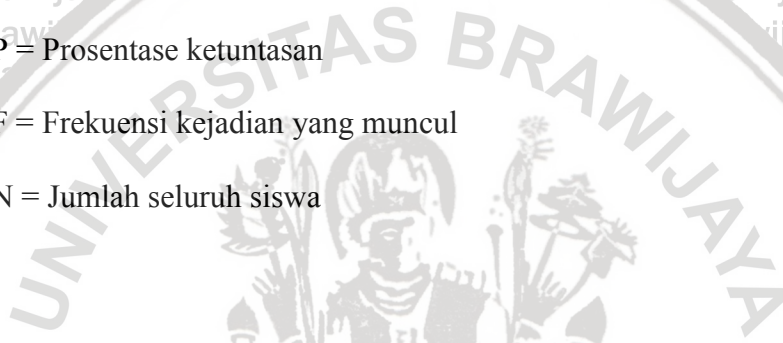 P = Prosentase ketuntasan
F = Frekuensi kejadian yang muncul
N = Jumlah seluruh siswa
UNIVERSITAS BRAWIJAYA